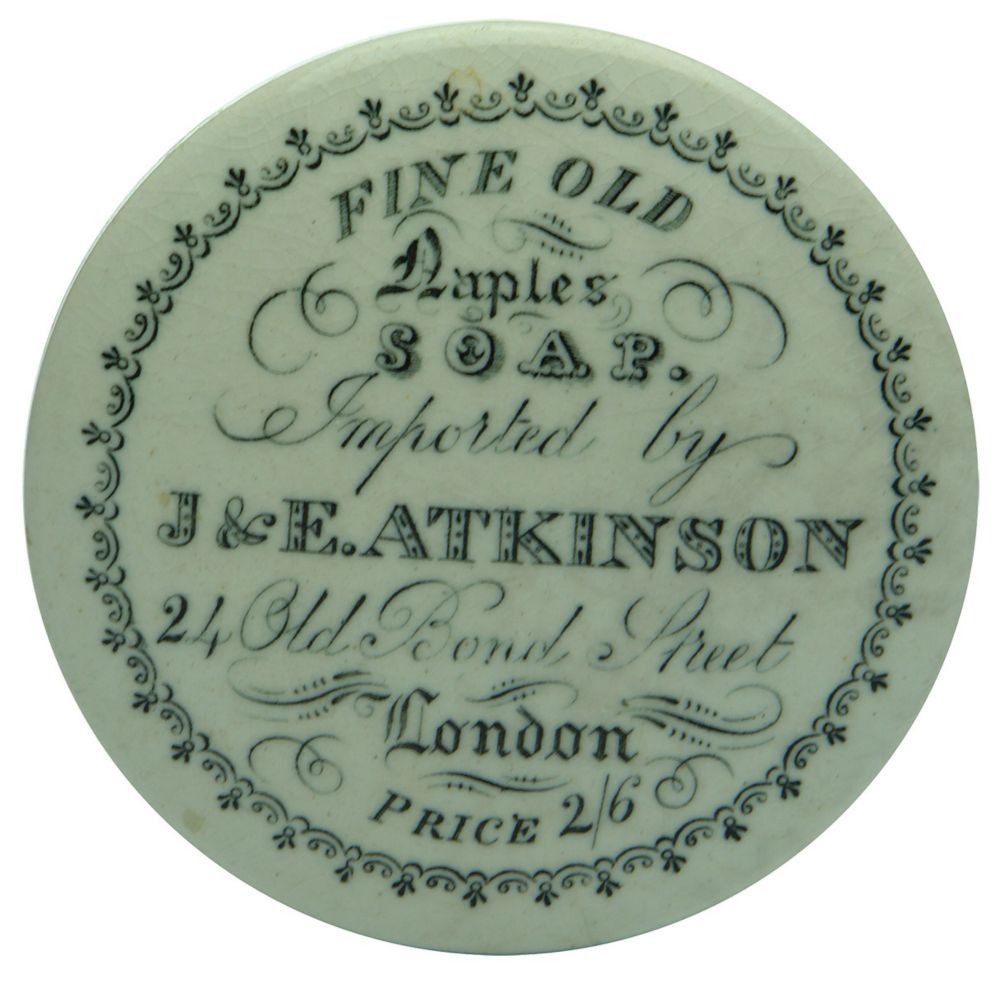 FINE OLD
Naples
SOAP.
Imported by
J & E. ATKINSON
24 Old Bond Street
London
PRICE 2/6